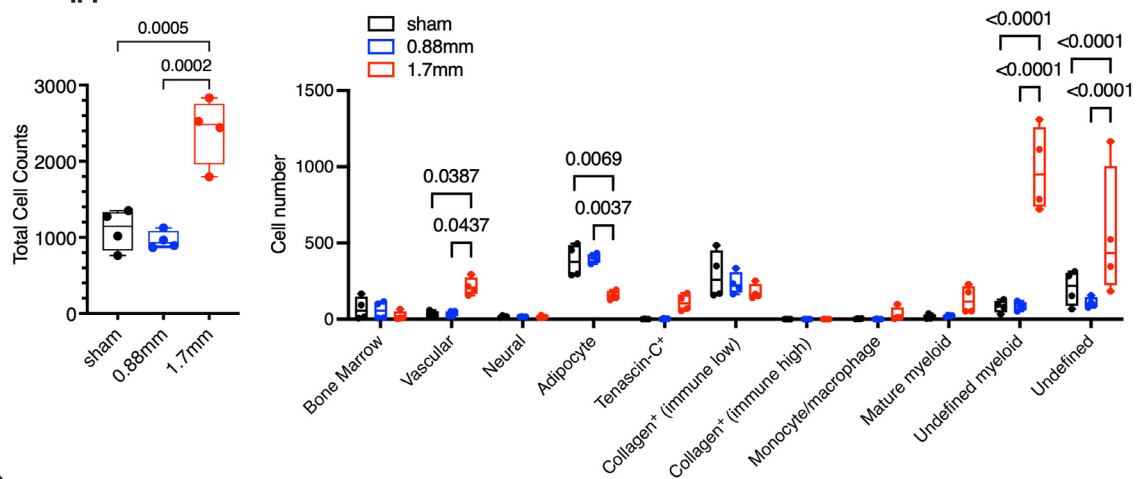 0.0005
0.0002
Total Cell Counts
3000
2000
1000
0
sham
0.88mm
1.7mm
sham
0.88mm
1.7mm
<0.0001
<0.0001
<0.0001
<0.0001
0.0387
0.0437
0.0069
0.0037
Cell number
1500
1000
500
0
Bone Marrow
Vascular
Neural
Adipocyte
Tenascin-C⁺
Collagen⁺ (immune low)
Collagen⁺ (immune high)
Monocyte/macrophage
Mature myeloid
Undefined myeloid
Undefined